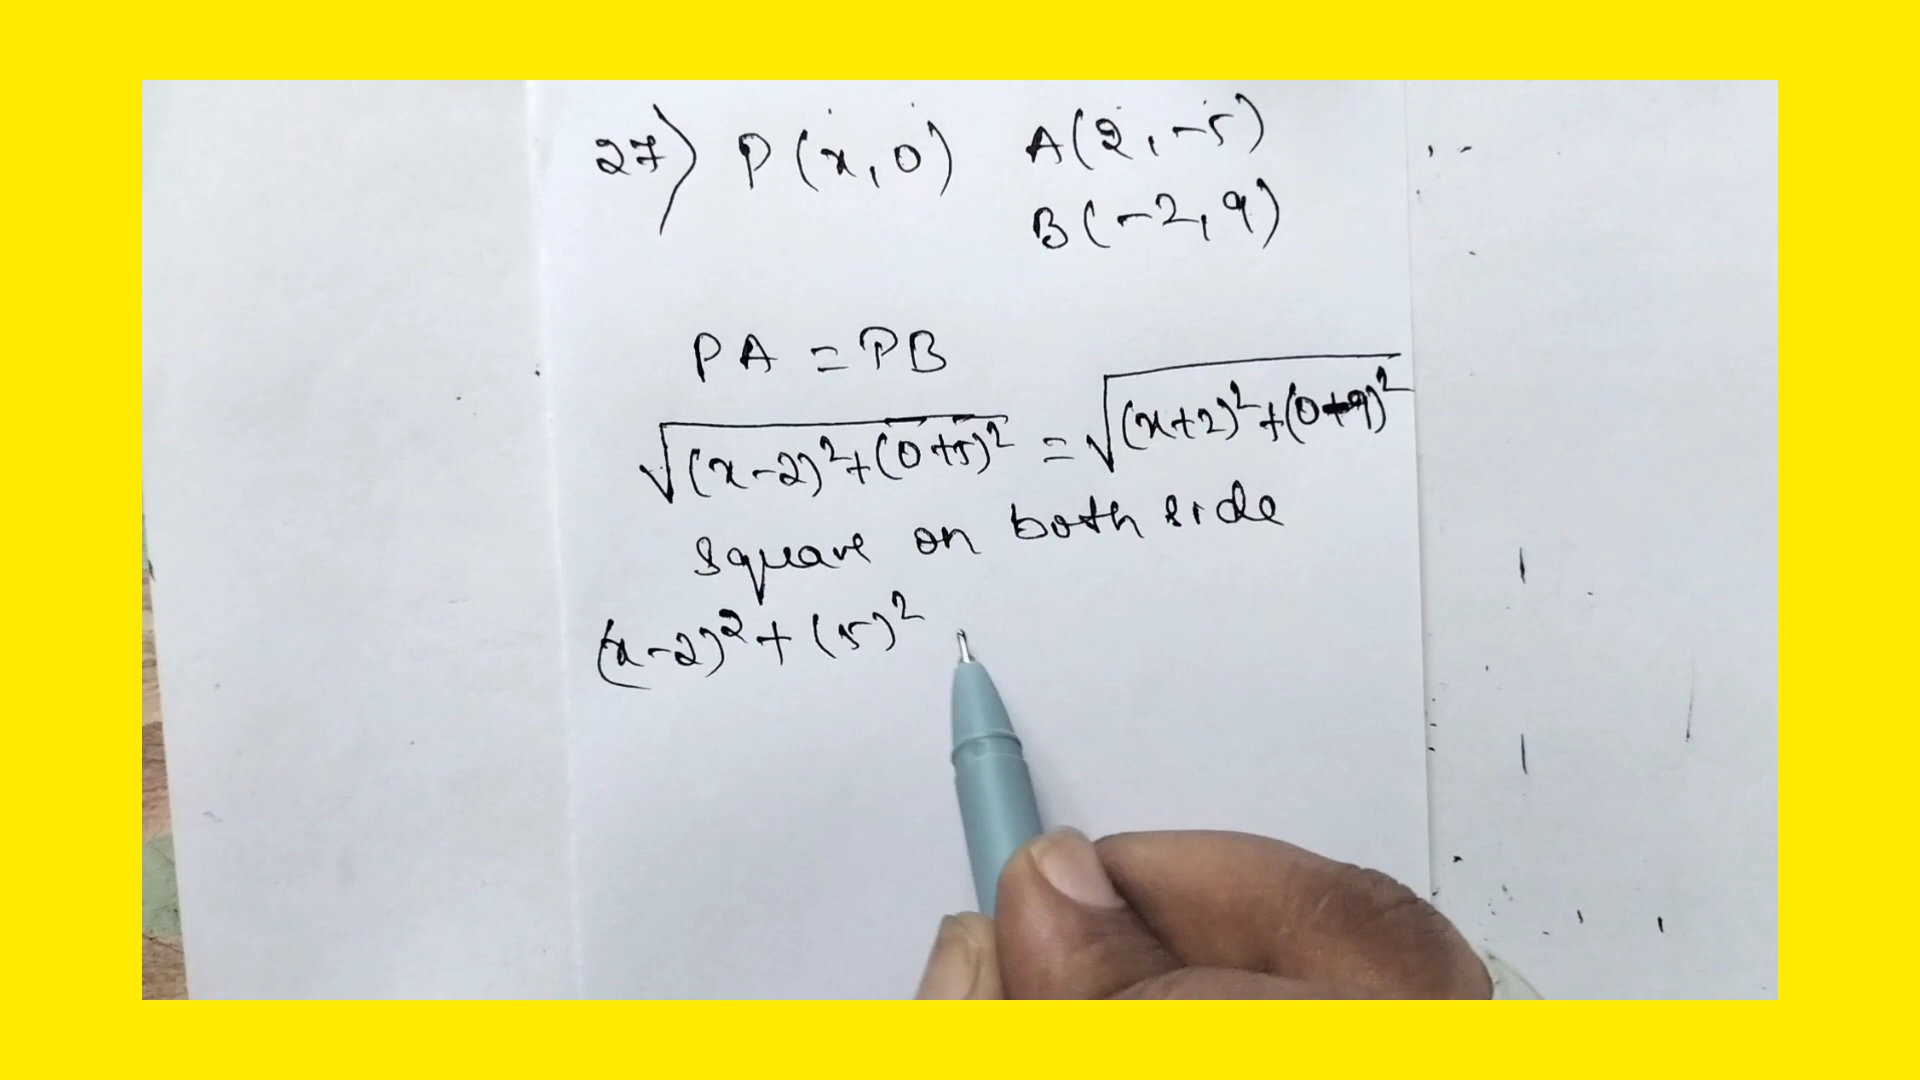 27) P(x, 0) A(2, -5)
B(-2, 9)
PA = PB
√(x-2)²+(0+5)² = √(x+2)²+(0-9)²
Square on both side
(x-2)² + (5)²